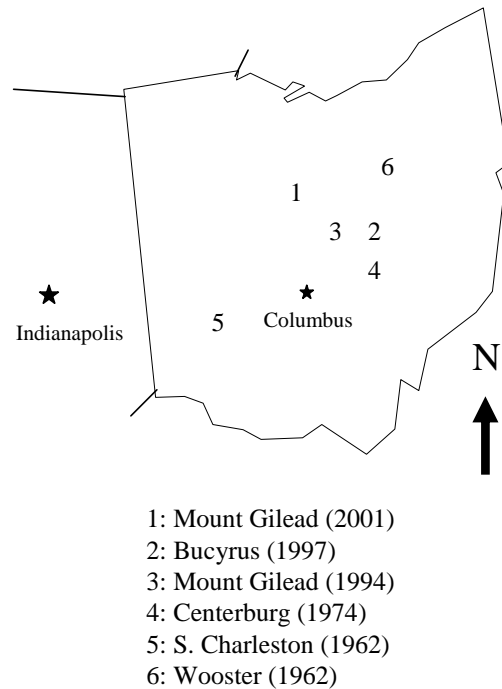 6
1
3 2
4
Indianapolis
5
Columbus
N
1: Mount Gilead (2001)
2: Bucyrus (1997)
3: Mount Gilead (1994)
4: Centerburg (1974)
5: S. Charleston (1962)
6: Wooster (1962)